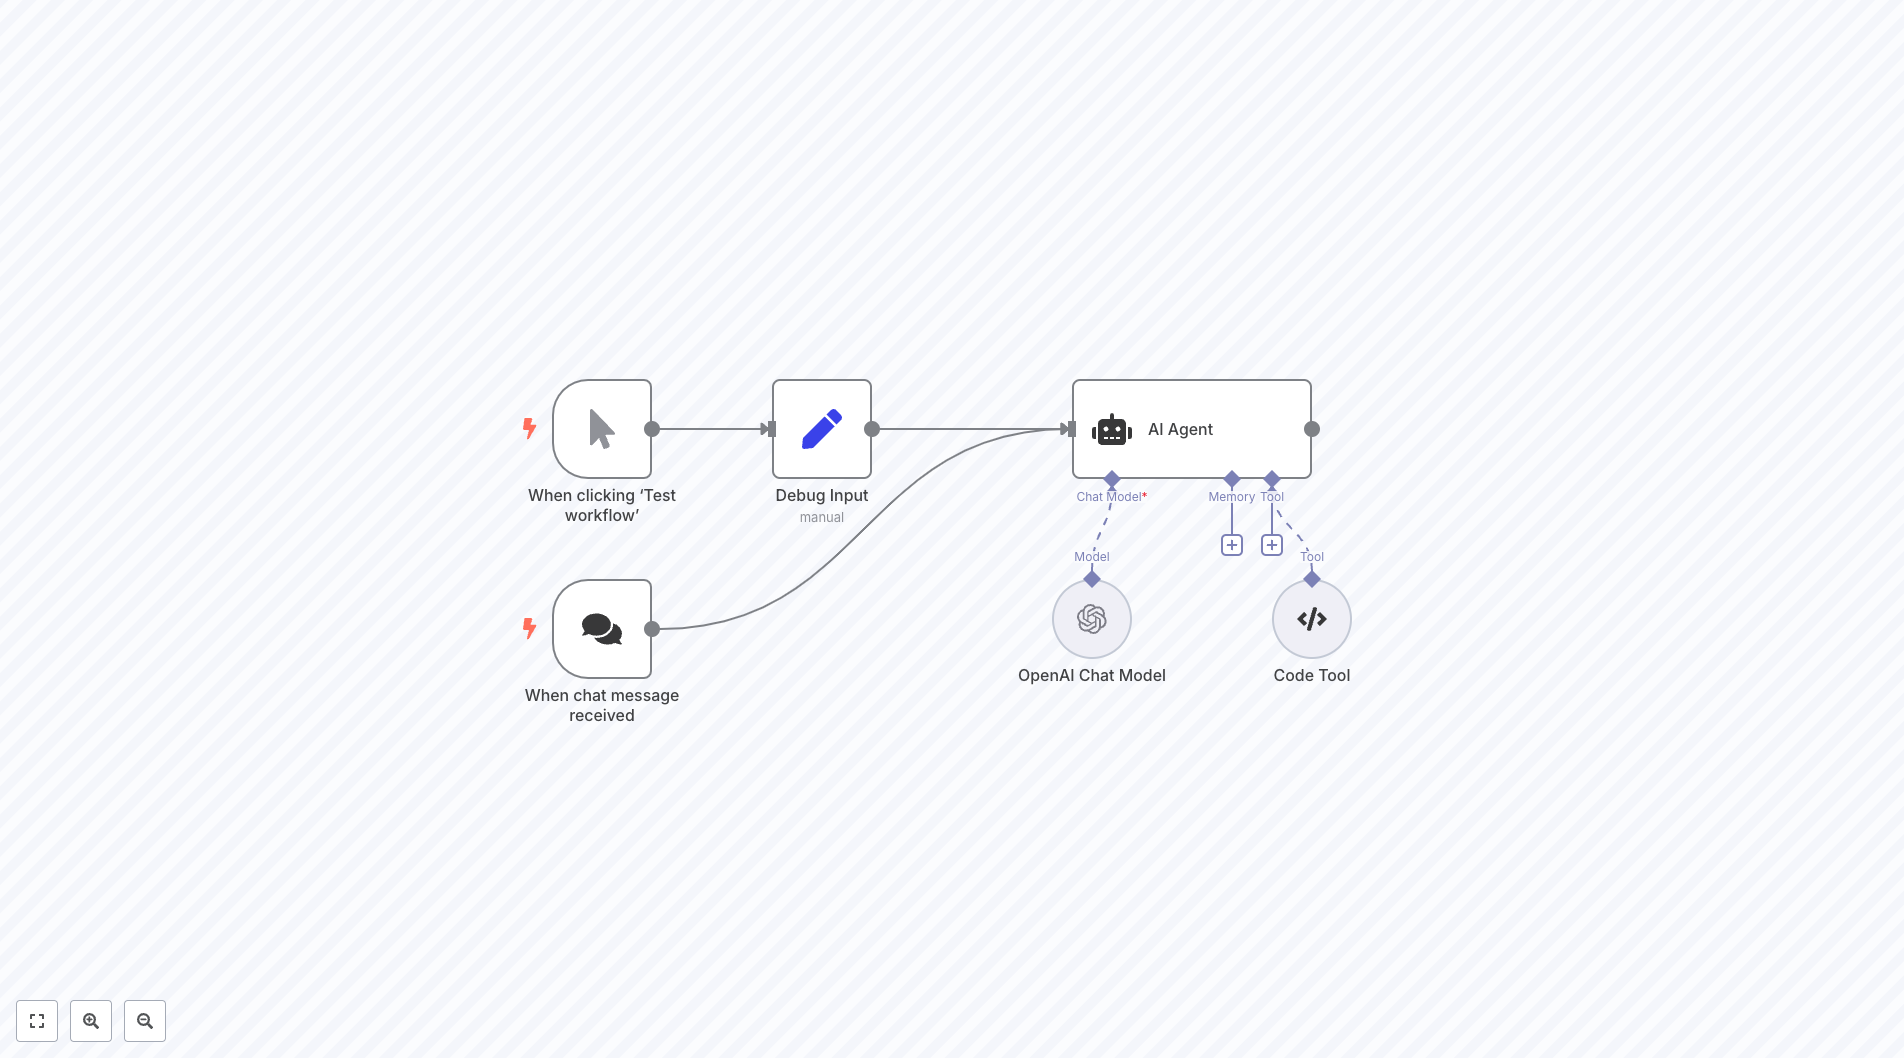 When clicking ‘Test
workflow’
Debug Input
manual
AI Agent
Chat Model*
Memory
Tool
Model
Tool
OpenAI Chat Model
Code Tool
When chat message
received